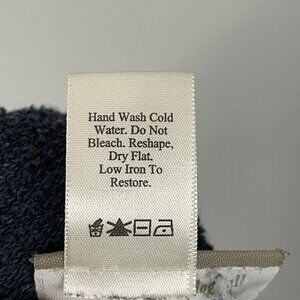 Hand Wash Cold
Water. Do Not
Bleach. Reshape,
Dry Flat.
Low Iron To
Restore.